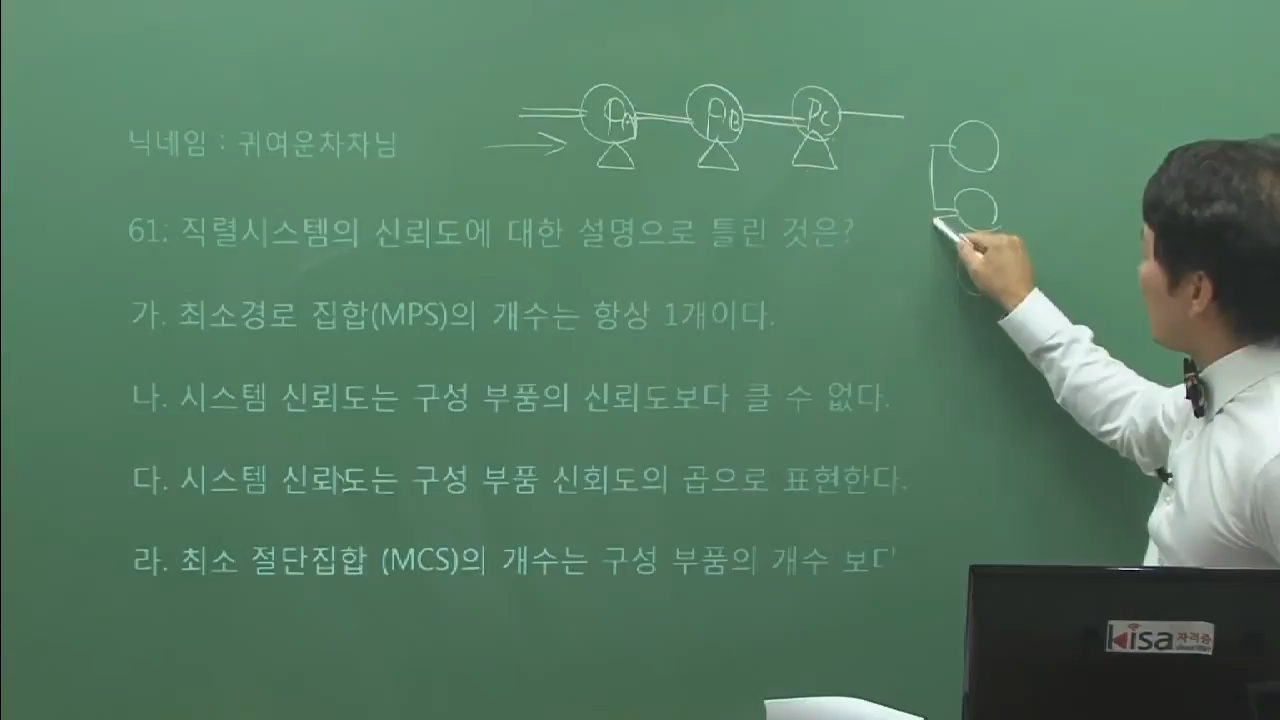 PA PB PC
닉네임 : 귀여운차차님
61: 직렬시스템의 신뢰도에 대한 설명으로 틀린 것은?
가. 최소경로 집합(MPS)의 개수는 항상 1개이다.
나. 시스템 신뢰도는 구성 부품의 신뢰도보다 클 수 없다.
다. 시스템 신뢰도는 구성 부품 신회도의 곱으로 표현한다.
라. 최소 절단집합 (MCS)의 개수는 구성 부품의 개수 보다
kisa 자격증